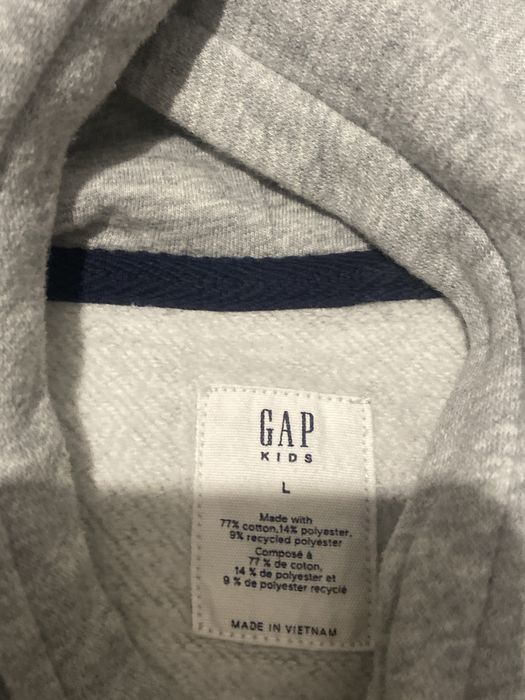 GAP
KIDS
L
Made with
77% cotton,14% polyester,
9% recycled polyester
Composé à
77 % de coton,
14 % de polyester et
9 % de polyester recyclé
MADE IN VIETNAM